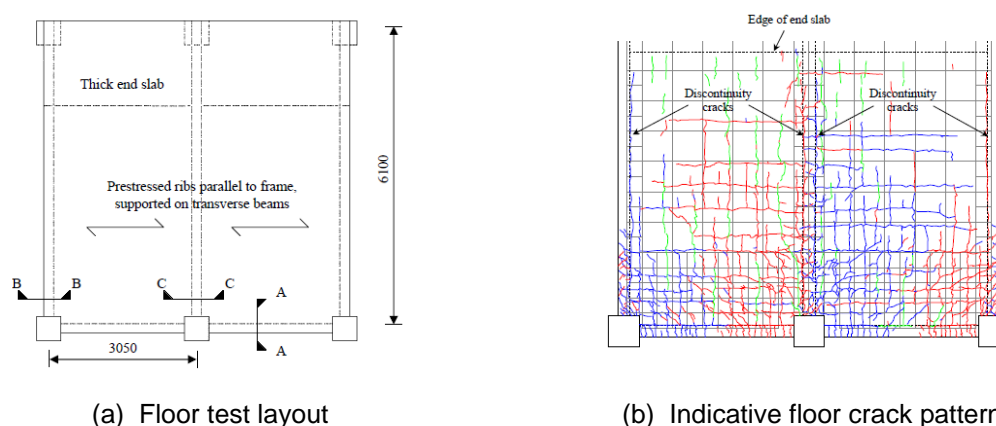 Thick end slab
Prestressed ribs parallel to frame,
supported on transverse beams
6100
B B C C A
A
3050
(a) Floor test layout
Edge of end slab
Discontinuity
cracks
Discontinuity
cracks
(b) Indicative floor crack pattern